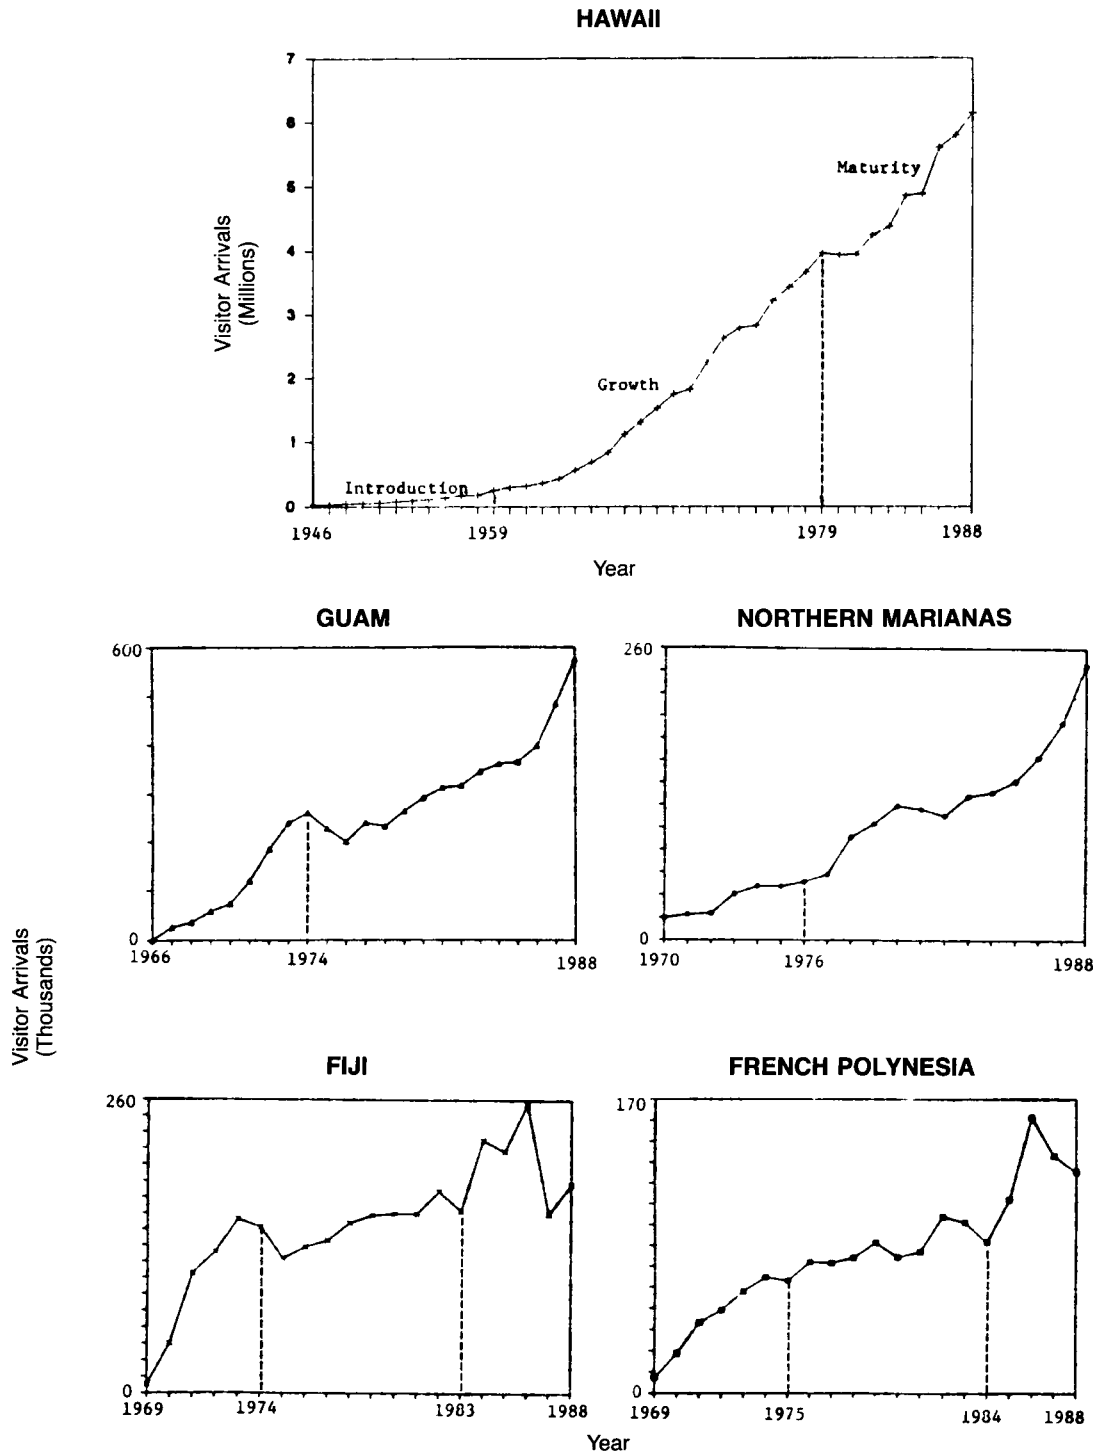 HAWAII
7
6
5
4
3
2
1
0
Visitor Arrivals
(Millions)
Maturity
Growth
Introduction
1946 1959 1979 1988
Year
GUAM
600
0
1966 1974 1988
NORTHERN MARIANAS
260
0
1970 1976 1988
Visitor Arrivals
(Thousands)
FIJI
260
0
1969 1974 1983 1988
FRENCH POLYNESIA
170
0
1969 1975 1984 1988
Year